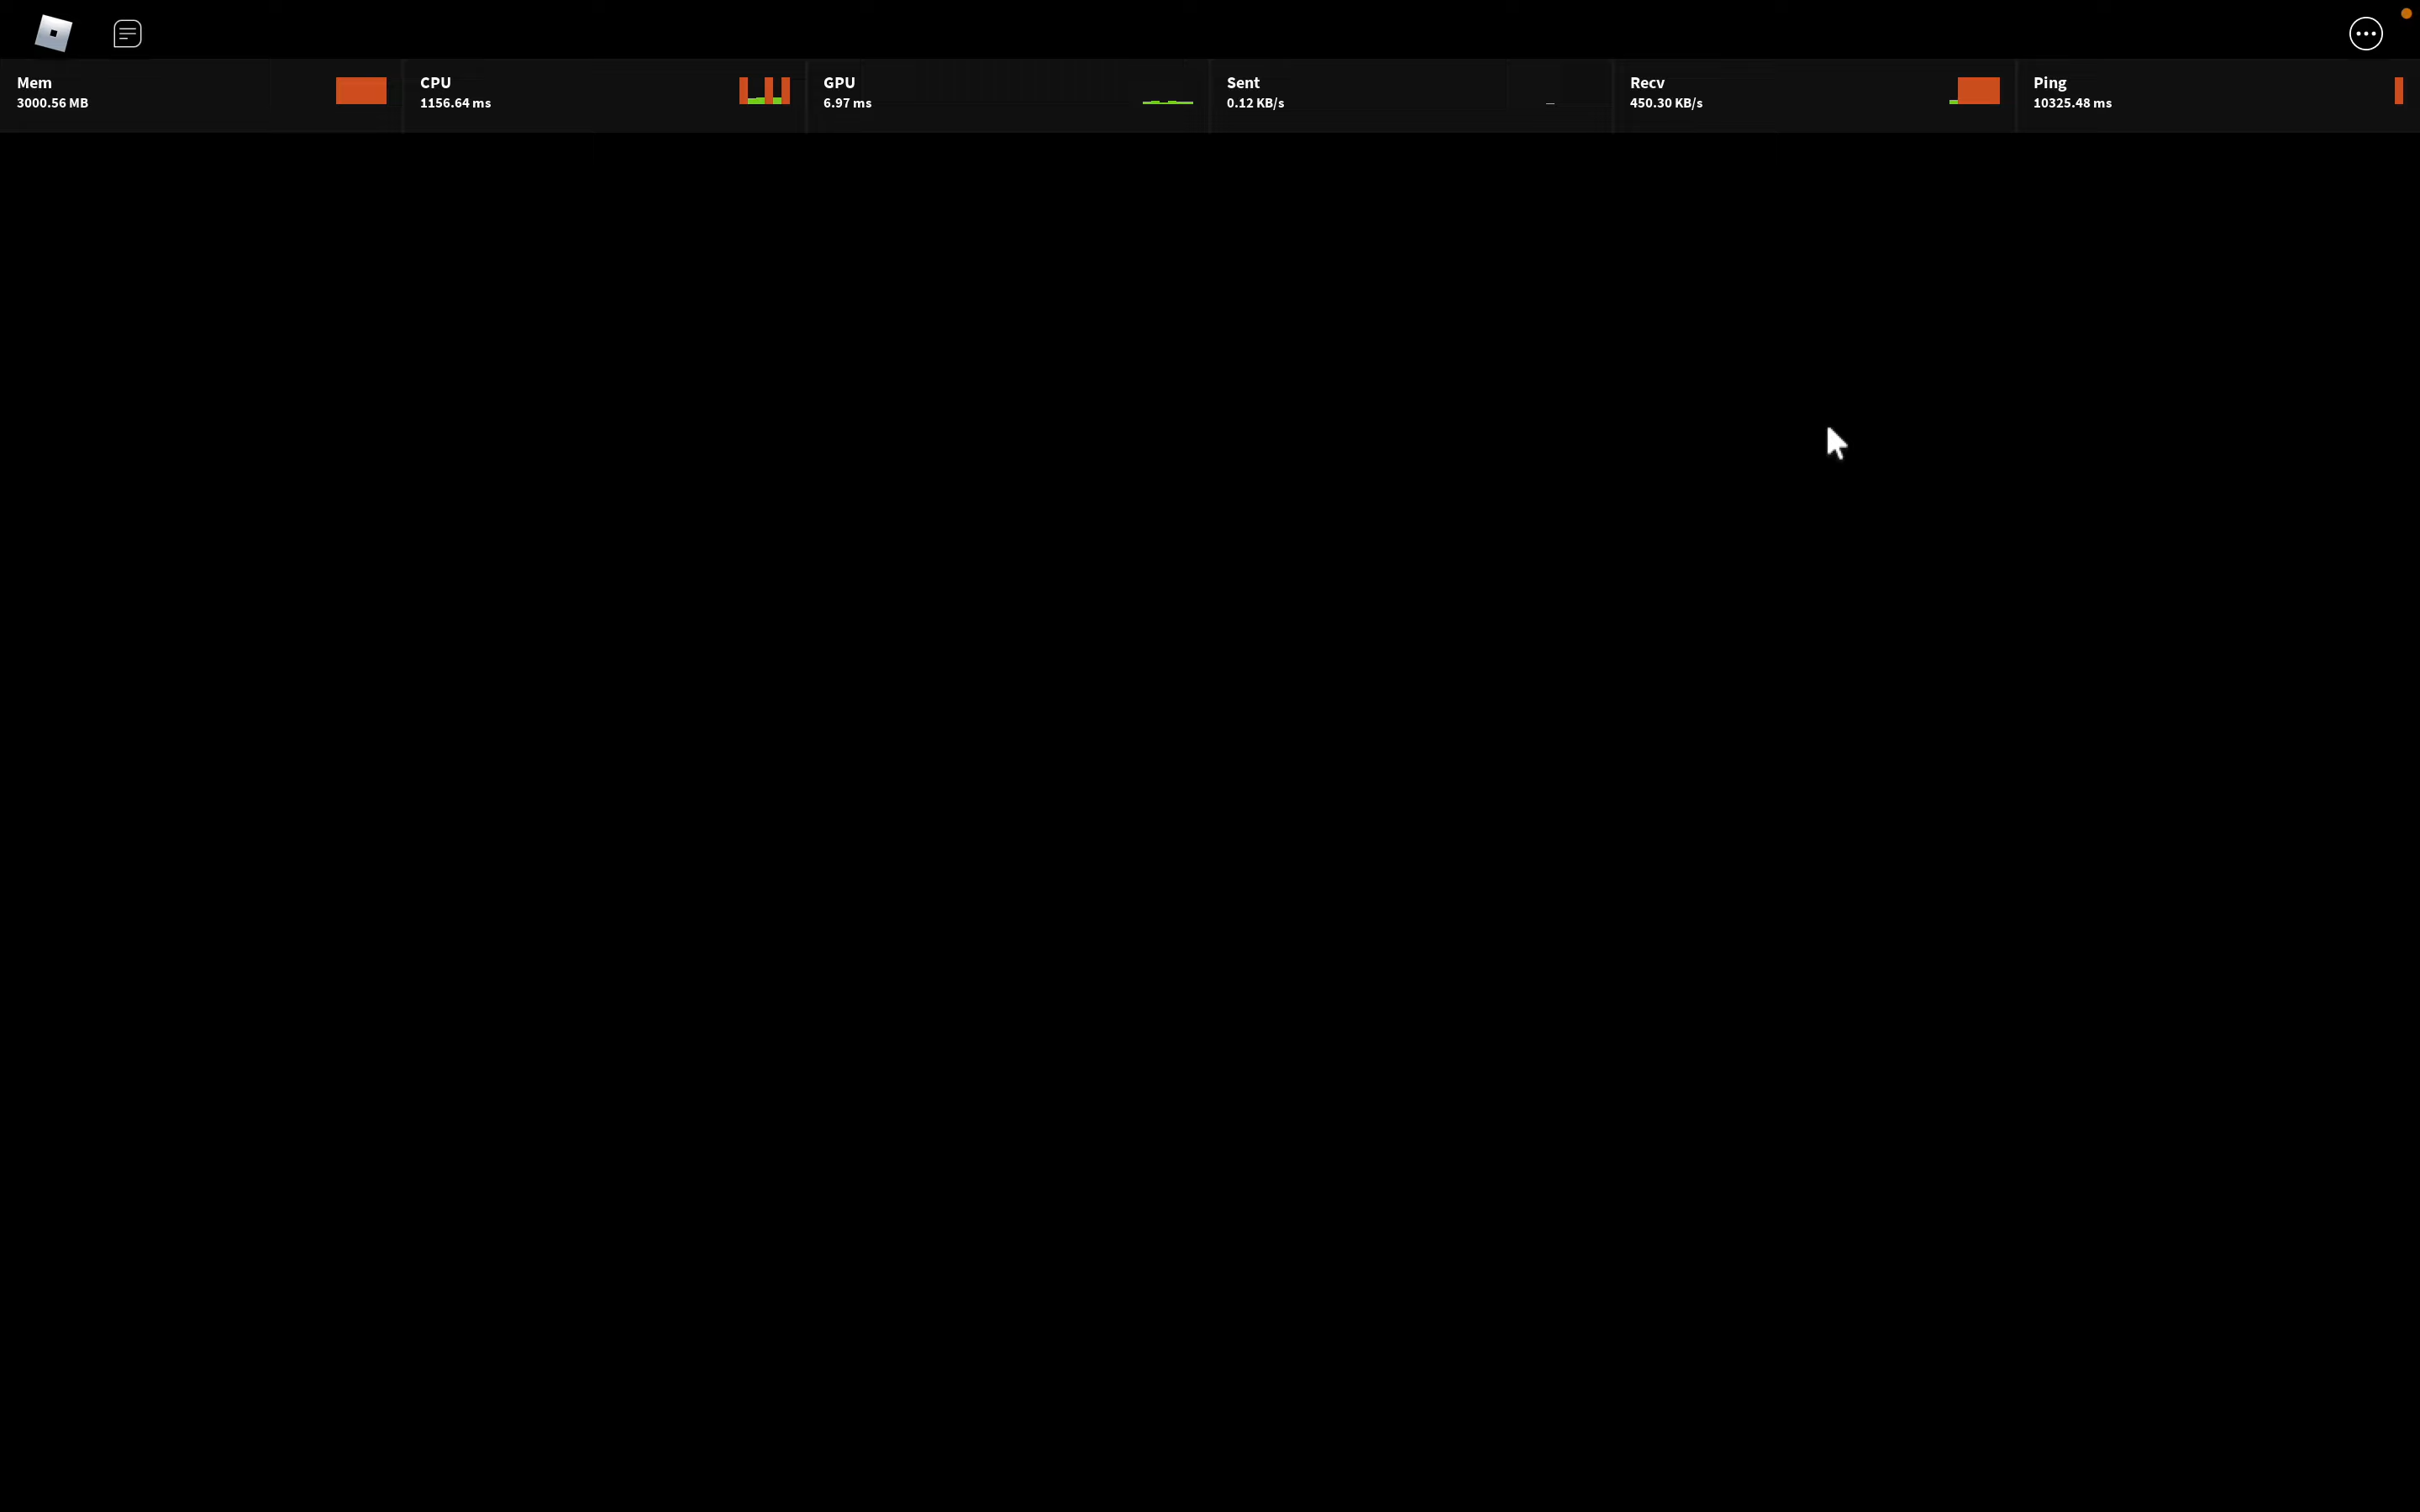 Mem
3000.56 MB
CPU
1156.64 ms
GPU
6.97 ms
Sent
0.12 KB/s
Recv
450.30 KB/s
Ping
10325.48 ms